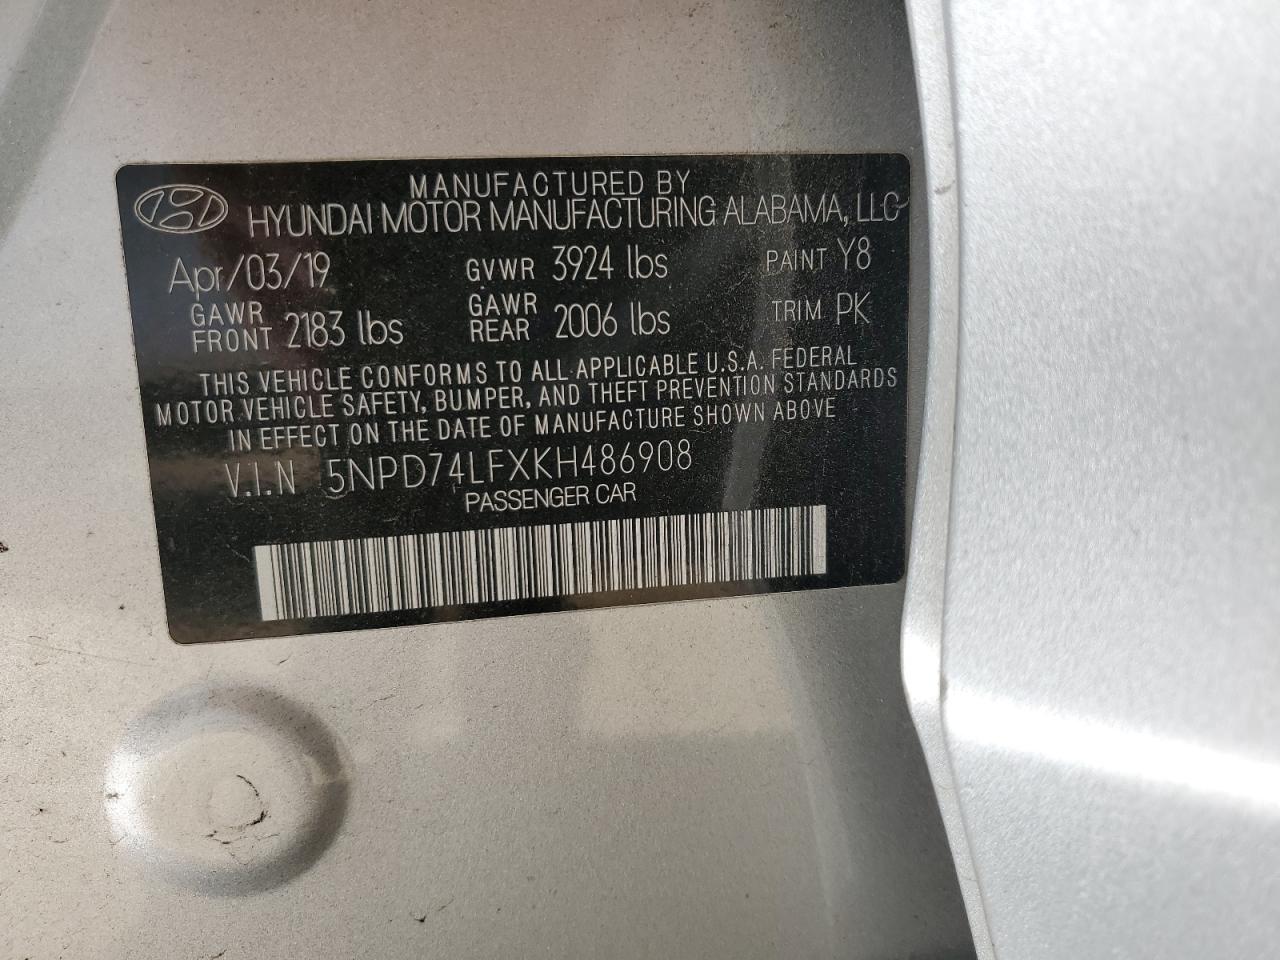 MANUFACTURED BY
HYUNDAI MOTOR MANUFACTURING ALABAMA, LLC
Apr/03/19 GVWR 3924 lbs PAINT Y8
GAWR FRONT 2183 lbs GAWR REAR 2006 lbs TRIM PK
THIS VEHICLE CONFORMS TO ALL APPLICABLE U.S.A. FEDERAL
MOTOR VEHICLE SAFETY, BUMPER, AND THEFT PREVENTION STANDARDS
IN EFFECT ON THE DATE OF MANUFACTURE SHOWN ABOVE
V.I.N 5NPD74LFXKH486908
PASSENGER CAR